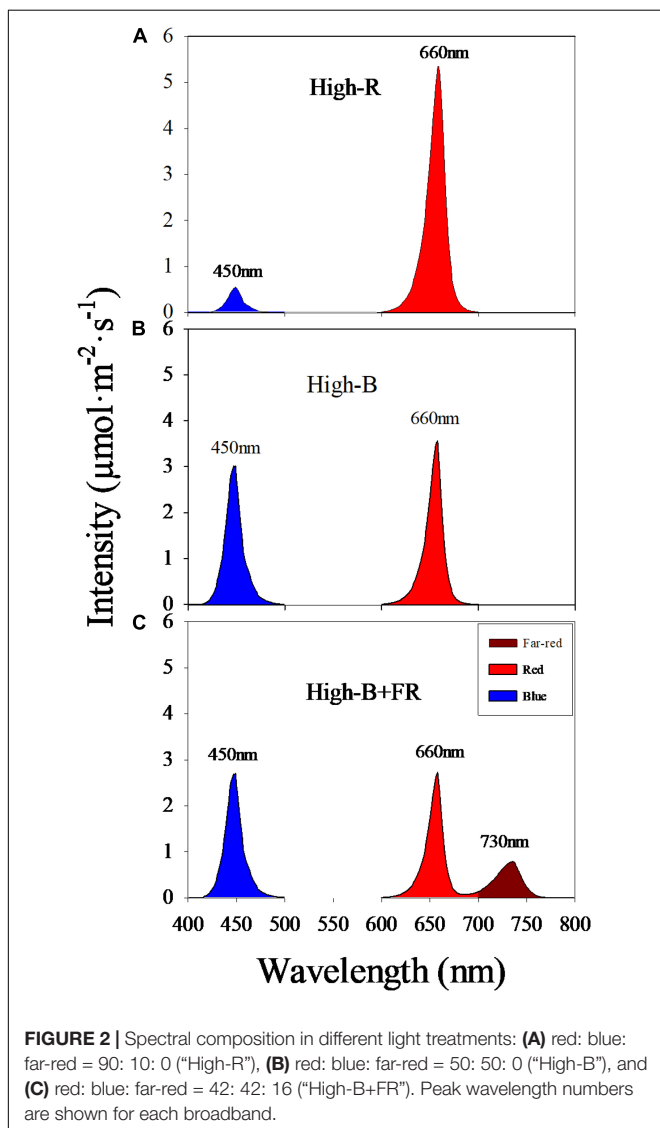 A
6
5
4
3
2
1
0
High-R
450nm
660nm
B
6
5
4
3
2
1
0
High-B
450nm
660nm
C
6
5
4
3
2
1
0
High-B+FR
450nm
660nm
730nm
Far-red
Red
Blue
Intensity (µmol·m⁻²·s⁻¹)
400 450 500 550 600 650 700 750 800
Wavelength (nm)
FIGURE 2 | Spectral composition in different light treatments: (A) red: blue:
far-red = 90: 10: 0 (“High-R”), (B) red: blue: far-red = 50: 50: 0 (“High-B”), and
(C) red: blue: far-red = 42: 42: 16 (“High-B+FR”). Peak wavelength numbers
are shown for each broadband.